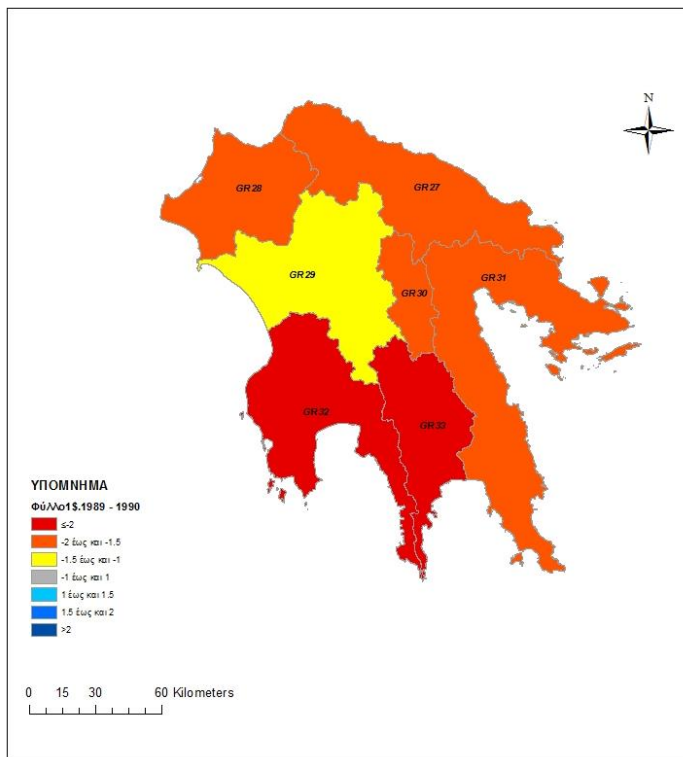 N
GR28
GR27
GR29
GR30
GR31
GR32
GR33
ΥΠΟΜΝΗΜΑ
Φύλλο1$.1989 - 1990
≤-2
-2 έως και -1.5
-1.5 έως και -1
-1 έως και 1
1 έως και 1.5
1.5 έως και 2
>2
0 15 30 60 Kilometers